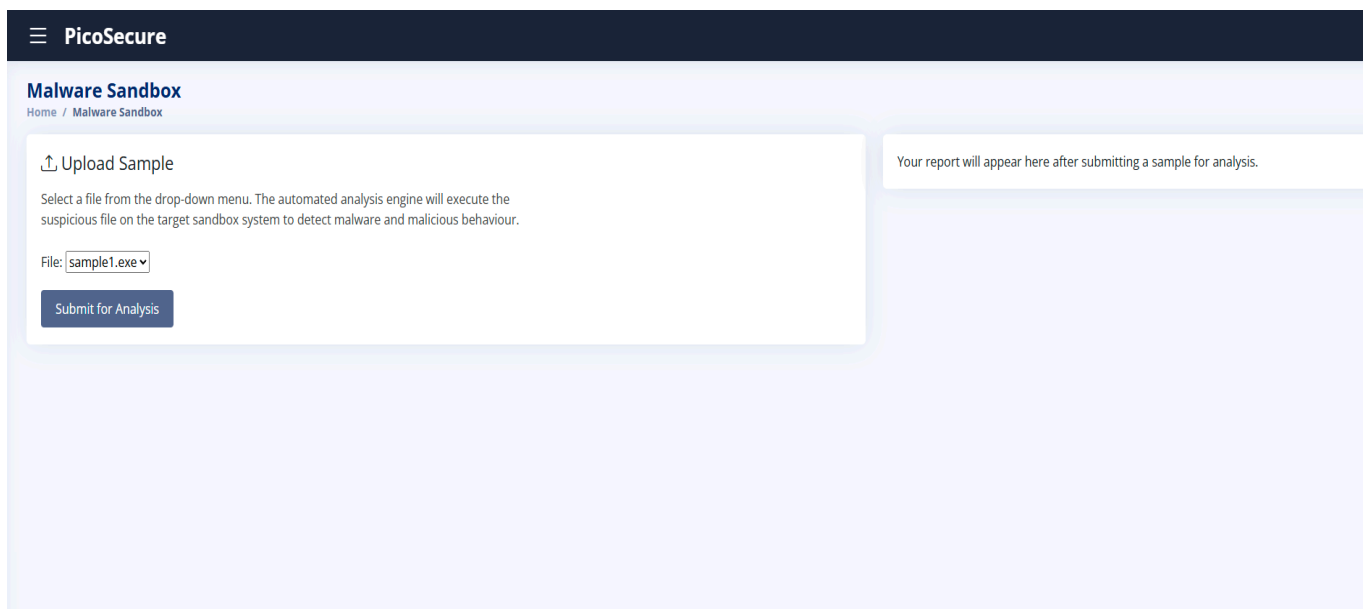 PicoSecure
Malware Sandbox
Home / Malware Sandbox
Upload Sample
Select a file from the drop-down menu. The automated analysis engine will execute the
suspicious file on the target sandbox system to detect malware and malicious behaviour.
File: sample1.exe
Submit for Analysis
Your report will appear here after submitting a sample for analysis.